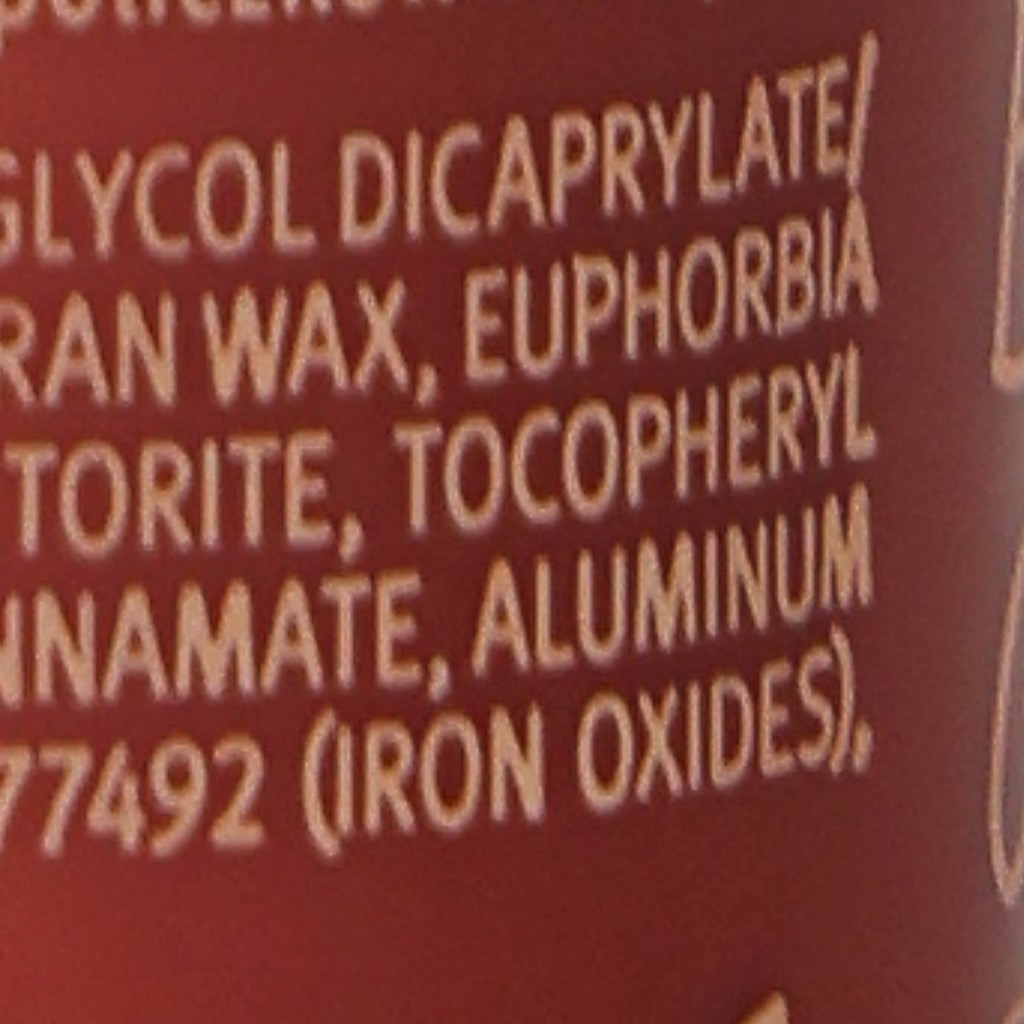 GLYCOL DICAPRYLATE/
RAN WAX, EUPHORBIA
TORITE, TOCOPHERYL
NNAMATE, ALUMINUM
77492 (IRON OXIDES),